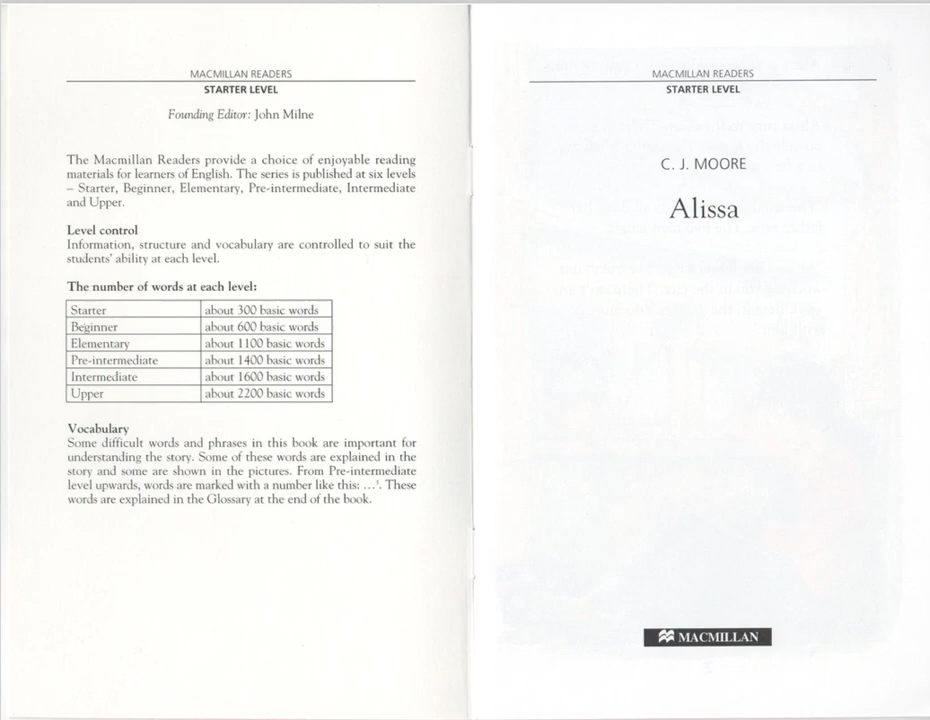 MACMILLAN READERS
STARTER LEVEL
Founding Editor: John Milne
The Macmillan Readers provide a choice of enjoyable reading
materials for learners of English. The series is published at six levels
– Starter, Beginner, Elementary, Pre-intermediate, Intermediate
and Upper.
Level control
Information, structure and vocabulary are controlled to suit the
students' ability at each level.
The number of words at each level:
Starter about 300 basic words
Beginner about 600 basic words
Elementary about 1100 basic words
Pre-intermediate about 1400 basic words
Intermediate about 1600 basic words
Upper about 2200 basic words
Vocabulary
Some difficult words and phrases in this book are important for
understanding the story. Some of these words are explained in the
story and some are shown in the pictures. From Pre-intermediate
level upwards, words are marked with a number like this: ...³. These
words are explained in the Glossary at the end of the book.
MACMILLAN READERS
STARTER LEVEL
C. J. MOORE
Alissa
MACMILLAN